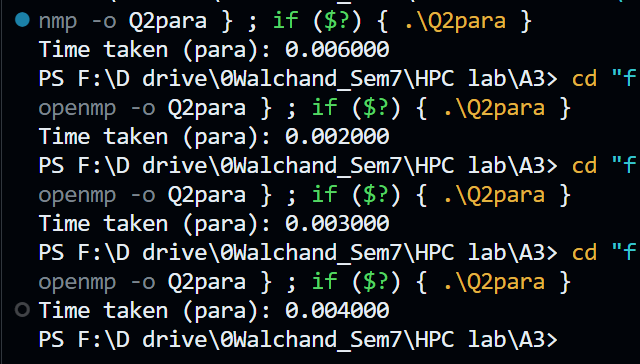 nmp -o Q2para } ; if ($?) { .\Q2para }
Time taken (para): 0.006000
PS F:\D drive\0Walchand_Sem7\HPC lab\A3> cd "f
openmp -o Q2para } ; if ($?) { .\Q2para }
Time taken (para): 0.002000
PS F:\D drive\0Walchand_Sem7\HPC lab\A3> cd "f
openmp -o Q2para } ; if ($?) { .\Q2para }
Time taken (para): 0.003000
PS F:\D drive\0Walchand_Sem7\HPC lab\A3> cd "f
openmp -o Q2para } ; if ($?) { .\Q2para }
Time taken (para): 0.004000
PS F:\D drive\0Walchand_Sem7\HPC lab\A3>